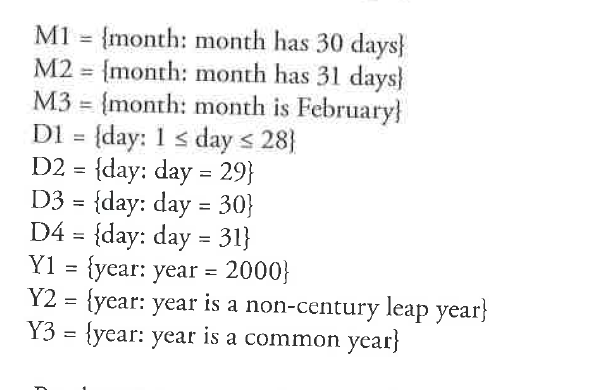 M1 = {month: month has 30 days}
M2 = {month: month has 31 days}
M3 = {month: month is February}
D1 = {day: 1 ≤ day ≤ 28}
D2 = {day: day = 29}
D3 = {day: day = 30}
D4 = {day: day = 31}
Y1 = {year: year = 2000}
Y2 = {year: year is a non-century leap year}
Y3 = {year: year is a common year}